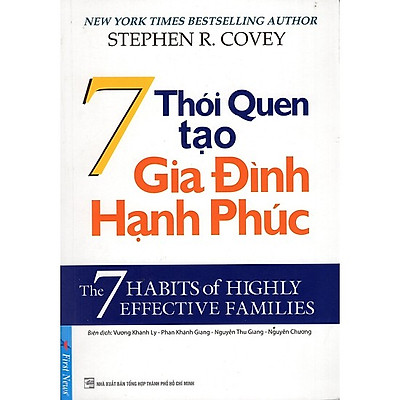 NEW YORK TIMES BESTSELLING AUTHOR
STEPHEN R. COVEY
7 Thói Quen
tạo
Gia Đình
Hạnh Phúc
The 7 HABITS of HIGHLY
EFFECTIVE FAMILIES
Biên dịch: Vương Khánh Ly - Phan Khánh Giang - Nguyễn Thu Giang - Nguyên Chương
First News
NHÀ XUẤT BẢN TỔNG HỢP THÀNH PHỐ HỒ CHÍ MINH